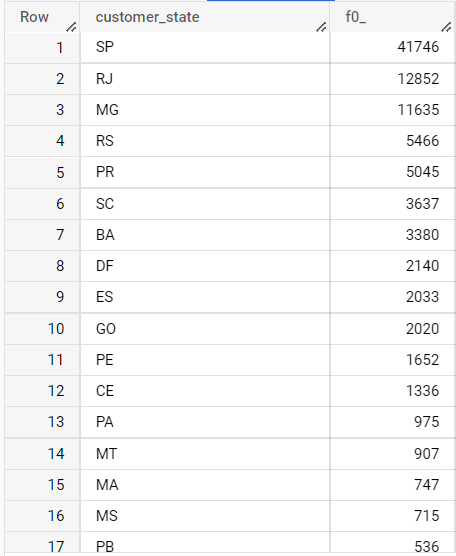 Row customer_state f0_
1 SP 41746
2 RJ 12852
3 MG 11635
4 RS 5466
5 PR 5045
6 SC 3637
7 BA 3380
8 DF 2140
9 ES 2033
10 GO 2020
11 PE 1652
12 CE 1336
13 PA 975
14 MT 907
15 MA 747
16 MS 715
17 PB 536